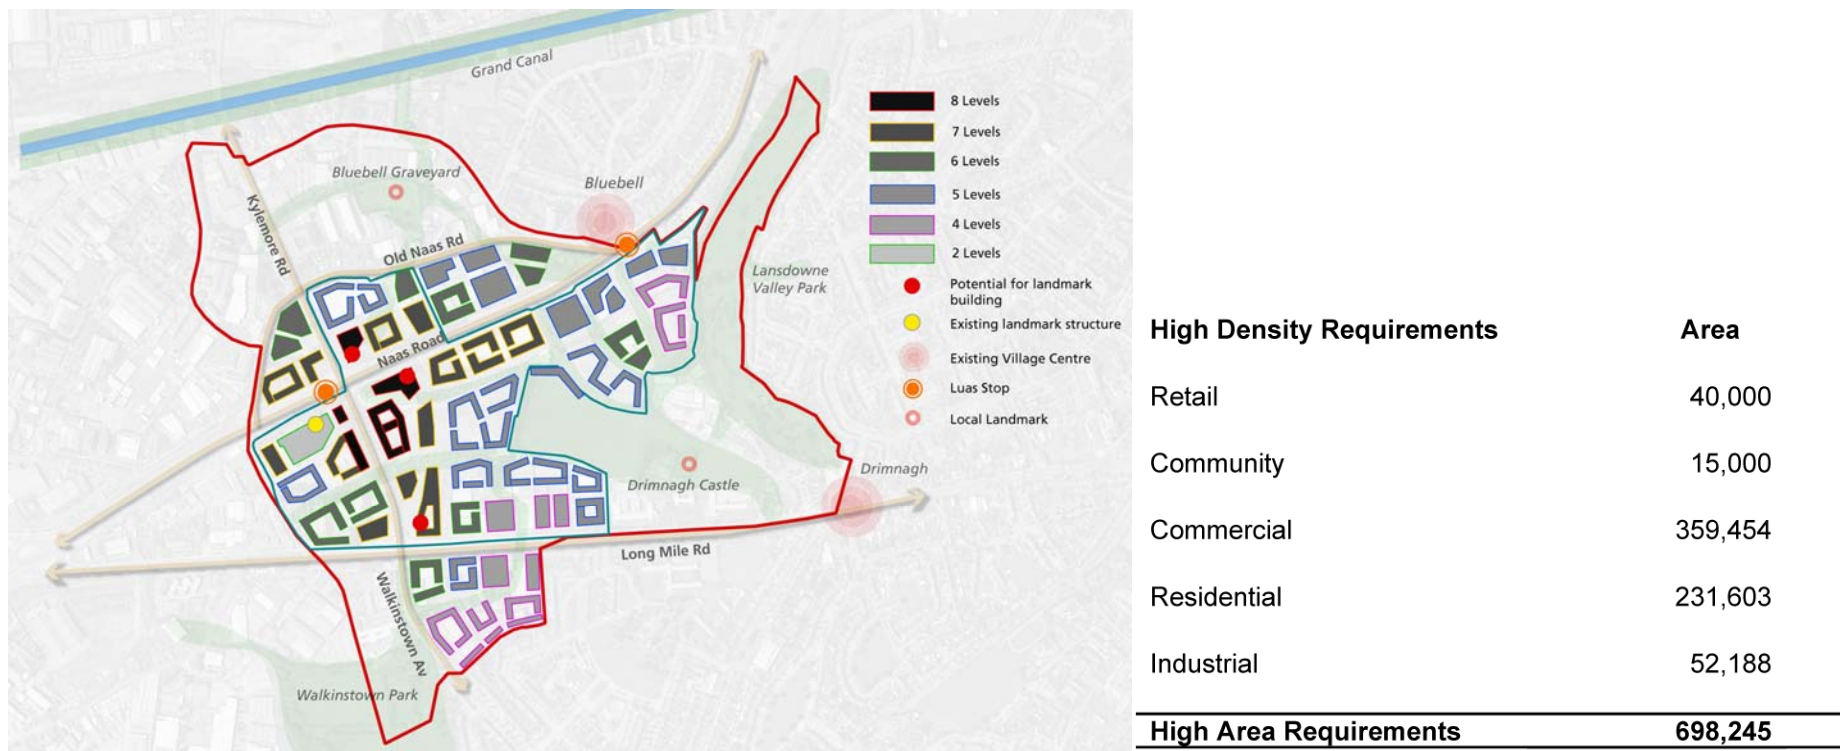 Grand Canal
Bluebell Graveyard
Bluebell
Kylemore Rd
Old Naas Rd
Lansdowne
Valley Park
Naas Road
Drimnagh Castle
Drimnagh
Long Mile Rd
Walkinstown Av
Walkinstown Park
8 Levels
7 Levels
6 Levels
5 Levels
4 Levels
2 Levels
Potential for landmark
building
Existing landmark structure
Existing Village Centre
Luas Stop
Local Landmark
High Density Requirements Area
Retail 40,000
Community 15,000
Commercial 359,454
Residential 231,603
Industrial 52,188
High Area Requirements 698,245